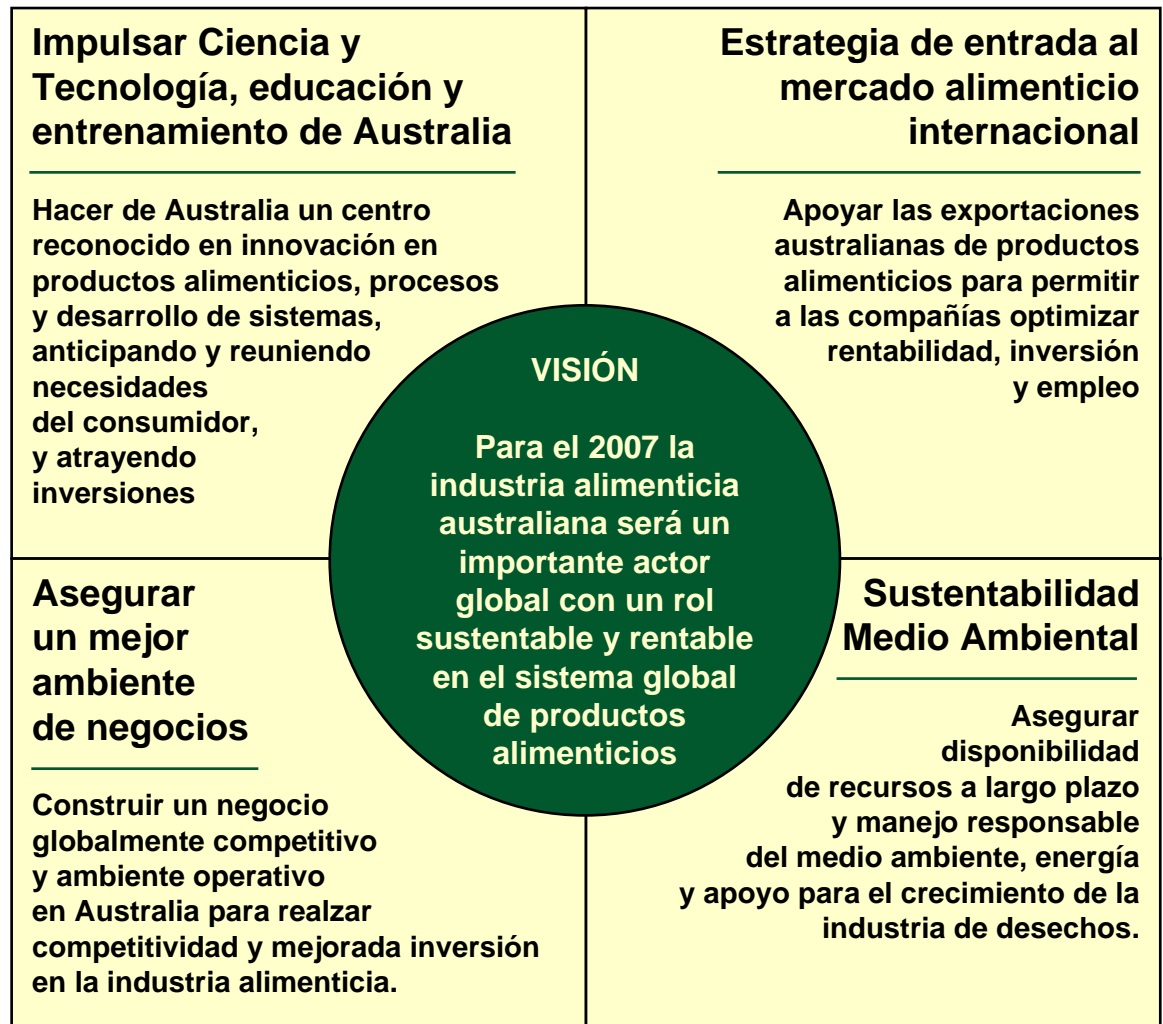 Impulsar Ciencia y
Tecnología, educación y
entrenamiento de Australia
Hacer de Australia un centro
reconocido en innovación en
productos alimenticios, procesos
y desarrollo de sistemas,
anticipando y reuniendo
necesidades
del consumidor,
y atrayendo
inversiones
Estrategia de entrada al
mercado alimenticio
internacional
Apoyar las exportaciones
australianas de productos
alimenticios para permitir
a las compañías optimizar
rentabilidad, inversión
y empleo
VISIÓN
Para el 2007 la
industria alimenticia
australiana será un
importante actor
global con un rol
sustentable y rentable
en el sistema global
de productos
alimenticios
Asegurar
un mejor
ambiente
de negocios
Construir un negocio
globalmente competitivo
y ambiente operativo
en Australia para realzar
competitividad y mejorada inversión
en la industria alimenticia.
Sustentabilidad
Medio Ambiental
Asegurar
disponibilidad
de recursos a largo plazo
y manejo responsable
del medio ambiente, energía
y apoyo para el crecimiento de la
industria de desechos.